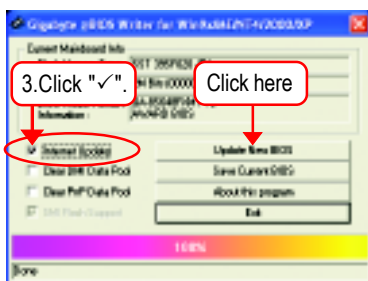 Gigabyte @BIOS Writer for Win9x/ME/NT4/2000/XP
Current Mainboard Info
SST
3.Click "✓".
Click here
Information :
Internet Update
Update New BIOS
Clear DMI Data Pool
Save Current BIOS
Clear PnP Data Pool
About this program
Exit
100%
Done